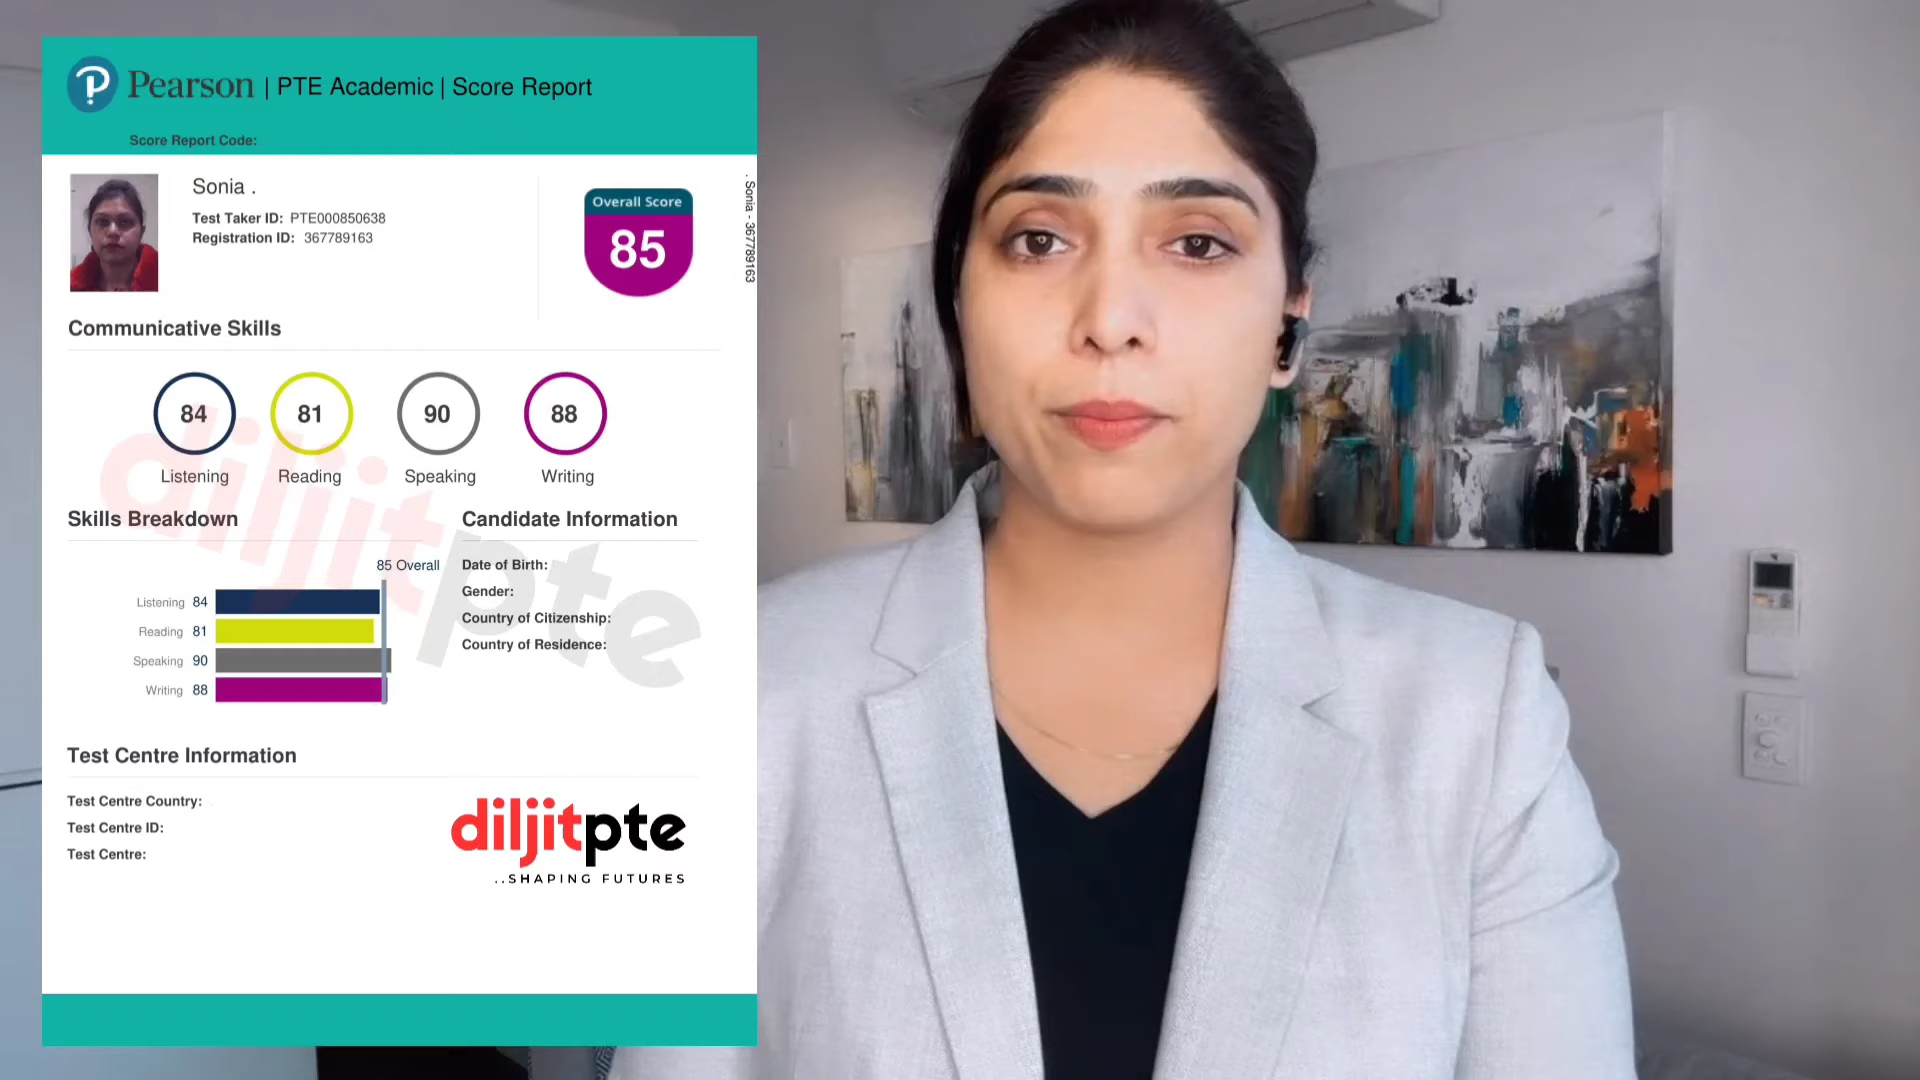 Pearson | PTE Academic | Score Report
Score Report Code:
Sonia .
Test Taker ID: PTE000850638
Registration ID: 367789163
Overall Score
85
. Sonia - 367789163
Communicative Skills
84 81 90 88
Listening Reading Speaking Writing
Skills Breakdown
85 Overall
Listening 84
Reading 81
Speaking 90
Writing 88
Candidate Information
Date of Birth:
Gender:
Country of Citizenship:
Country of Residence:
diljitpte
Test Centre Information
Test Centre Country:
Test Centre ID:
Test Centre:
diljitpte
..SHAPING FUTURES